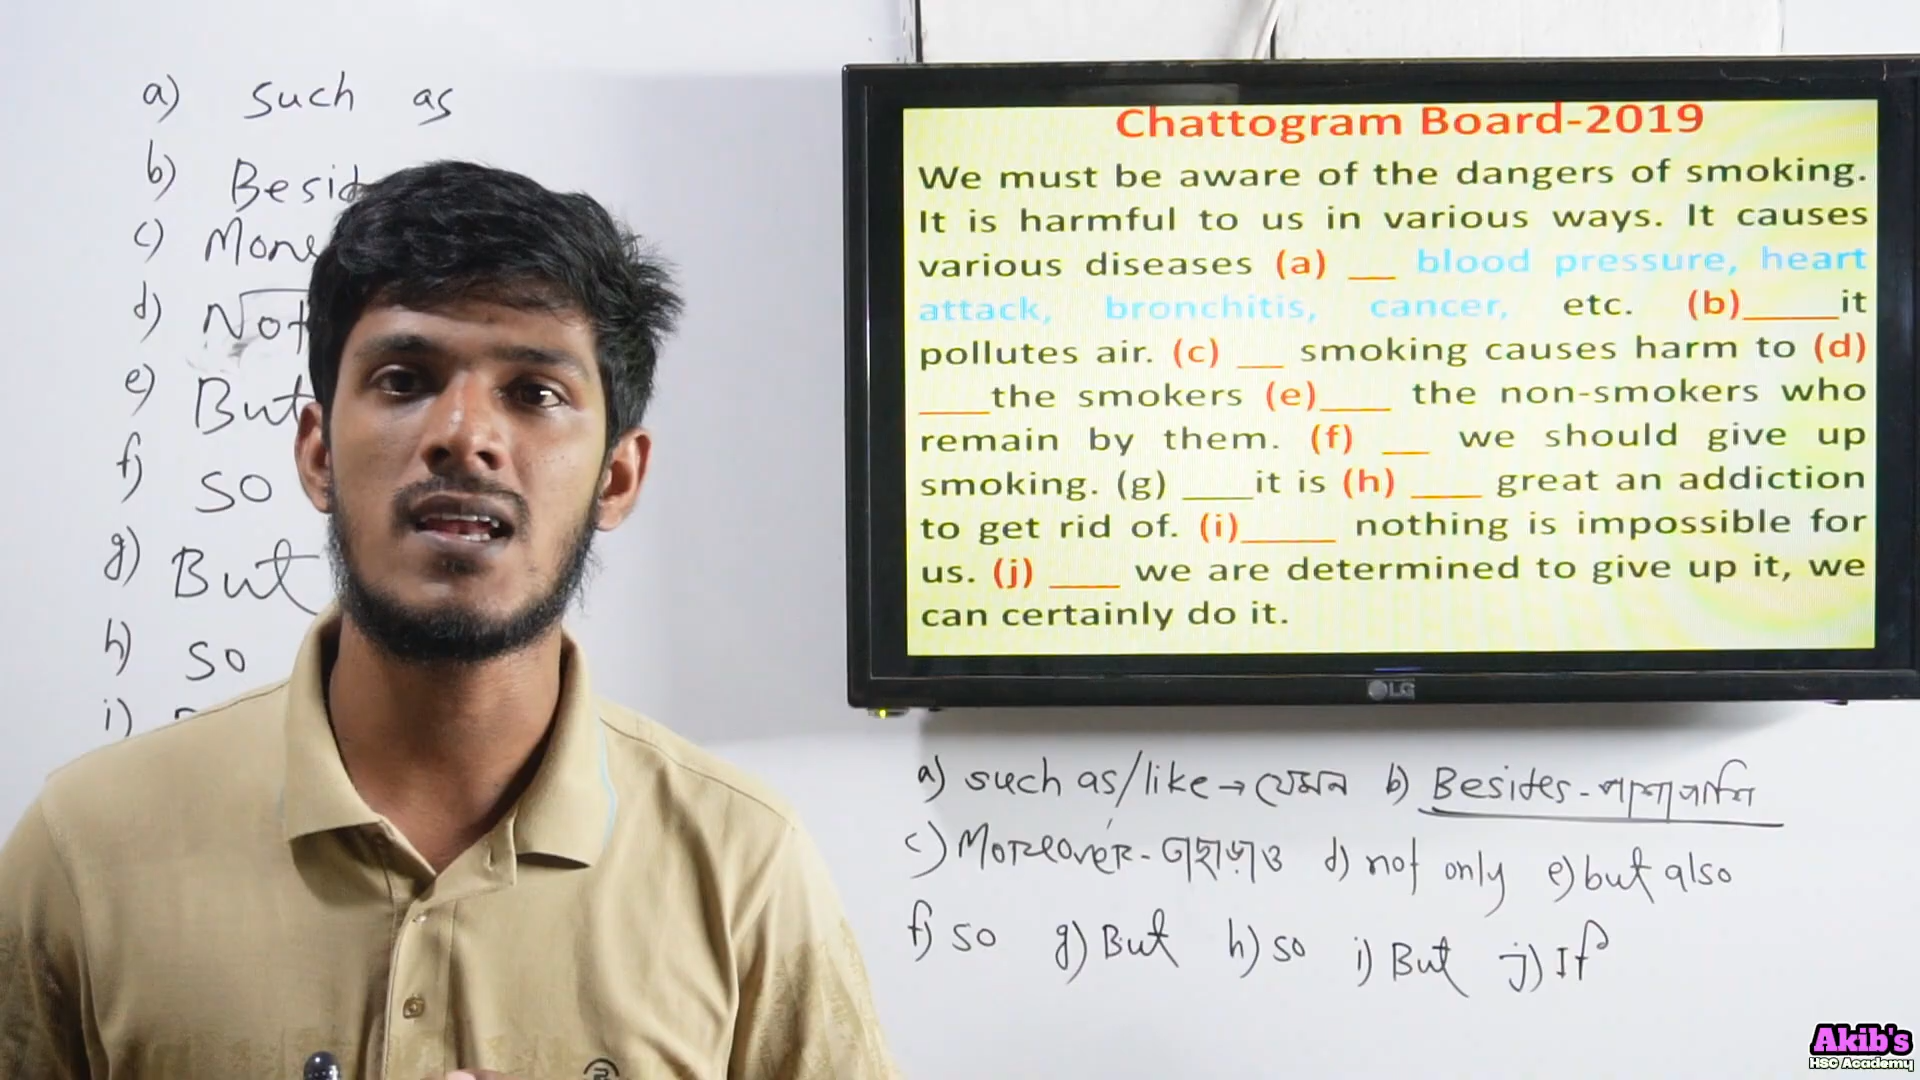 a) such as
b) Besid
c) More
d) Not
e) But
f) so
g) But
h) so
i)
Chattogram Board-2019
We must be aware of the dangers of smoking.
It is harmful to us in various ways. It causes
various diseases (a) __ blood pressure, heart
attack, bronchitis, cancer, etc. (b)____it
pollutes air. (c) __ smoking causes harm to (d)
___the smokers (e)___ the non-smokers who
remain by them. (f) __ we should give up
smoking. (g) ___it is (h) ___ great an addiction
to get rid of. (i)____ nothing is impossible for
us. (j) ___ we are determined to give up it, we
can certainly do it.
LG
a) such as/like → যেমন b) Besides - পাশাপাশি
c) Moreover - তাছাড়াও d) not only e) but also
f) so g) But h) so i) But j) If
Akib's
HSC Academy